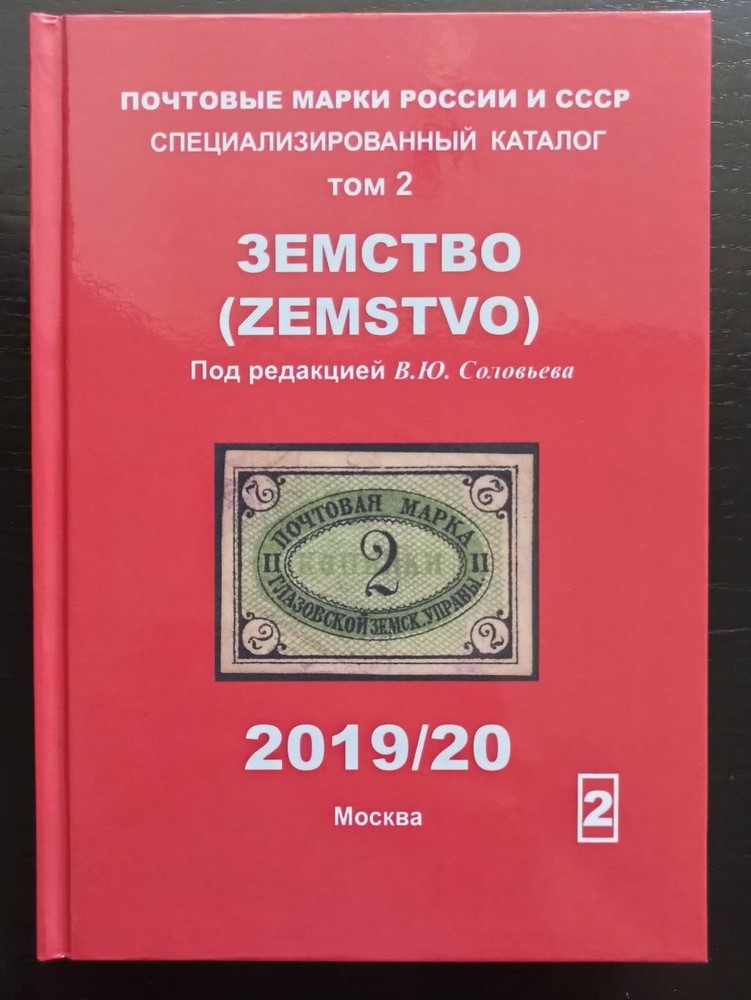 ПОЧТОВЫЕ МАРКИ РОССИИ И СССР
СПЕЦИАЛИЗИРОВАННЫЙ КАТАЛОГ
ТОМ 2
ЗЕМСТВО
(ZEMSTVO)
Под редакцией В.Ю. Соловьева
2 2
ПОЧТОВАЯ МАРКА
II КОПѢЙКИ II
2
ГЛАЗОВСКОЙ ЗЕМСК. УПРАВЫ.
2 2
2019/20
Москва
2